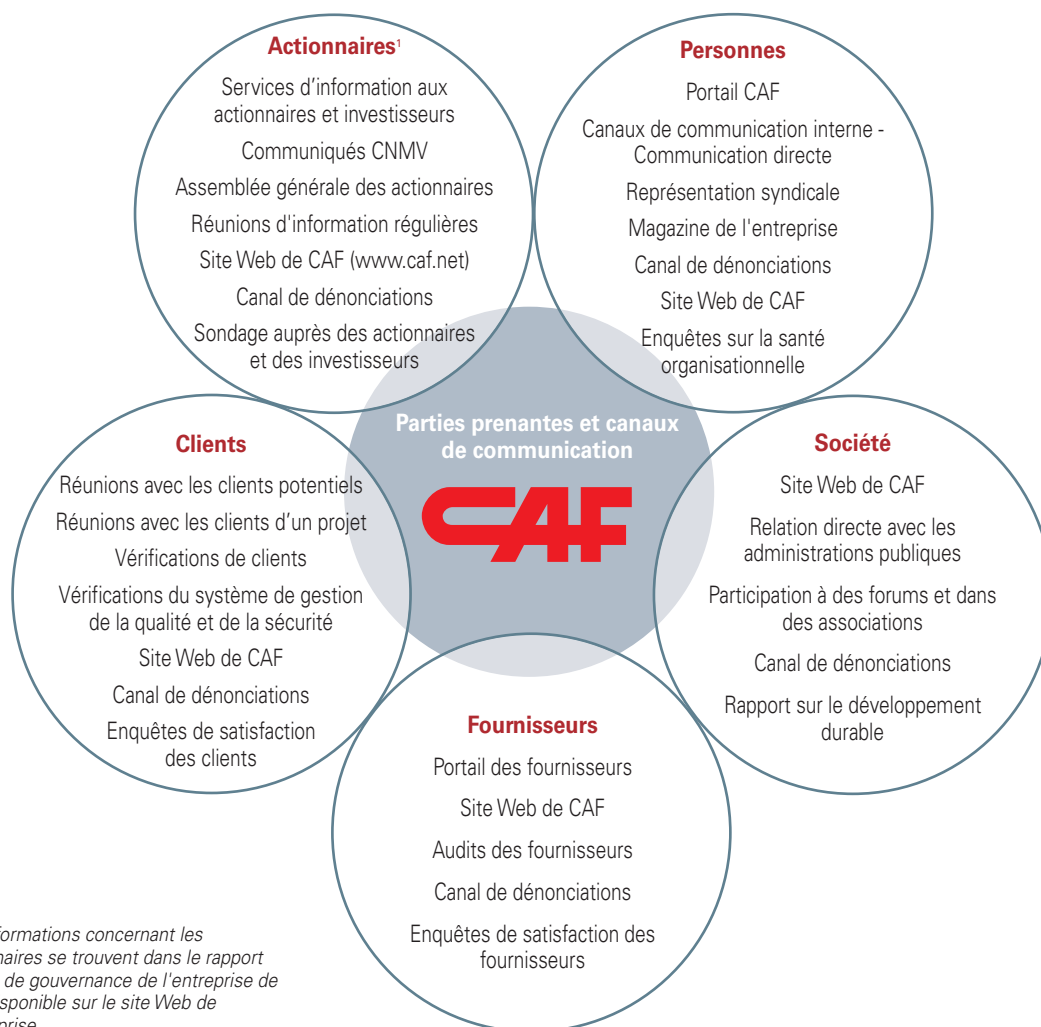 Actionnaires¹
Services d’information aux
actionnaires et investisseurs
Communiqués CNMV
Assemblée générale des actionnaires
Réunions d'information régulières
Site Web de CAF (www.caf.net)
Canal de dénonciations
Sondage auprès des actionnaires
et des investisseurs
Personnes
Portail CAF
Canaux de communication interne -
Communication directe
Représentation syndicale
Magazine de l'entreprise
Canal de dénonciations
Site Web de CAF
Enquêtes sur la santé
organisationnelle
Parties prenantes et canaux
de communication
CAF
Clients
Réunions avec les clients potentiels
Réunions avec les clients d’un projet
Vérifications de clients
Vérifications du système de gestion
de la qualité et de la sécurité
Site Web de CAF
Canal de dénonciations
Enquêtes de satisfaction
des clients
Société
Site Web de CAF
Relation directe avec les
administrations publiques
Participation à des forums et dans
des associations
Canal de dénonciations
Rapport sur le développement
durable
Fournisseurs
Portail des fournisseurs
Site Web de CAF
Audits des fournisseurs
Canal de dénonciations
Enquêtes de satisfaction des
fournisseurs
formations concernant les
naires se trouvent dans le rapport
de gouvernance de l'entreprise de
sponible sur le site Web de
prise